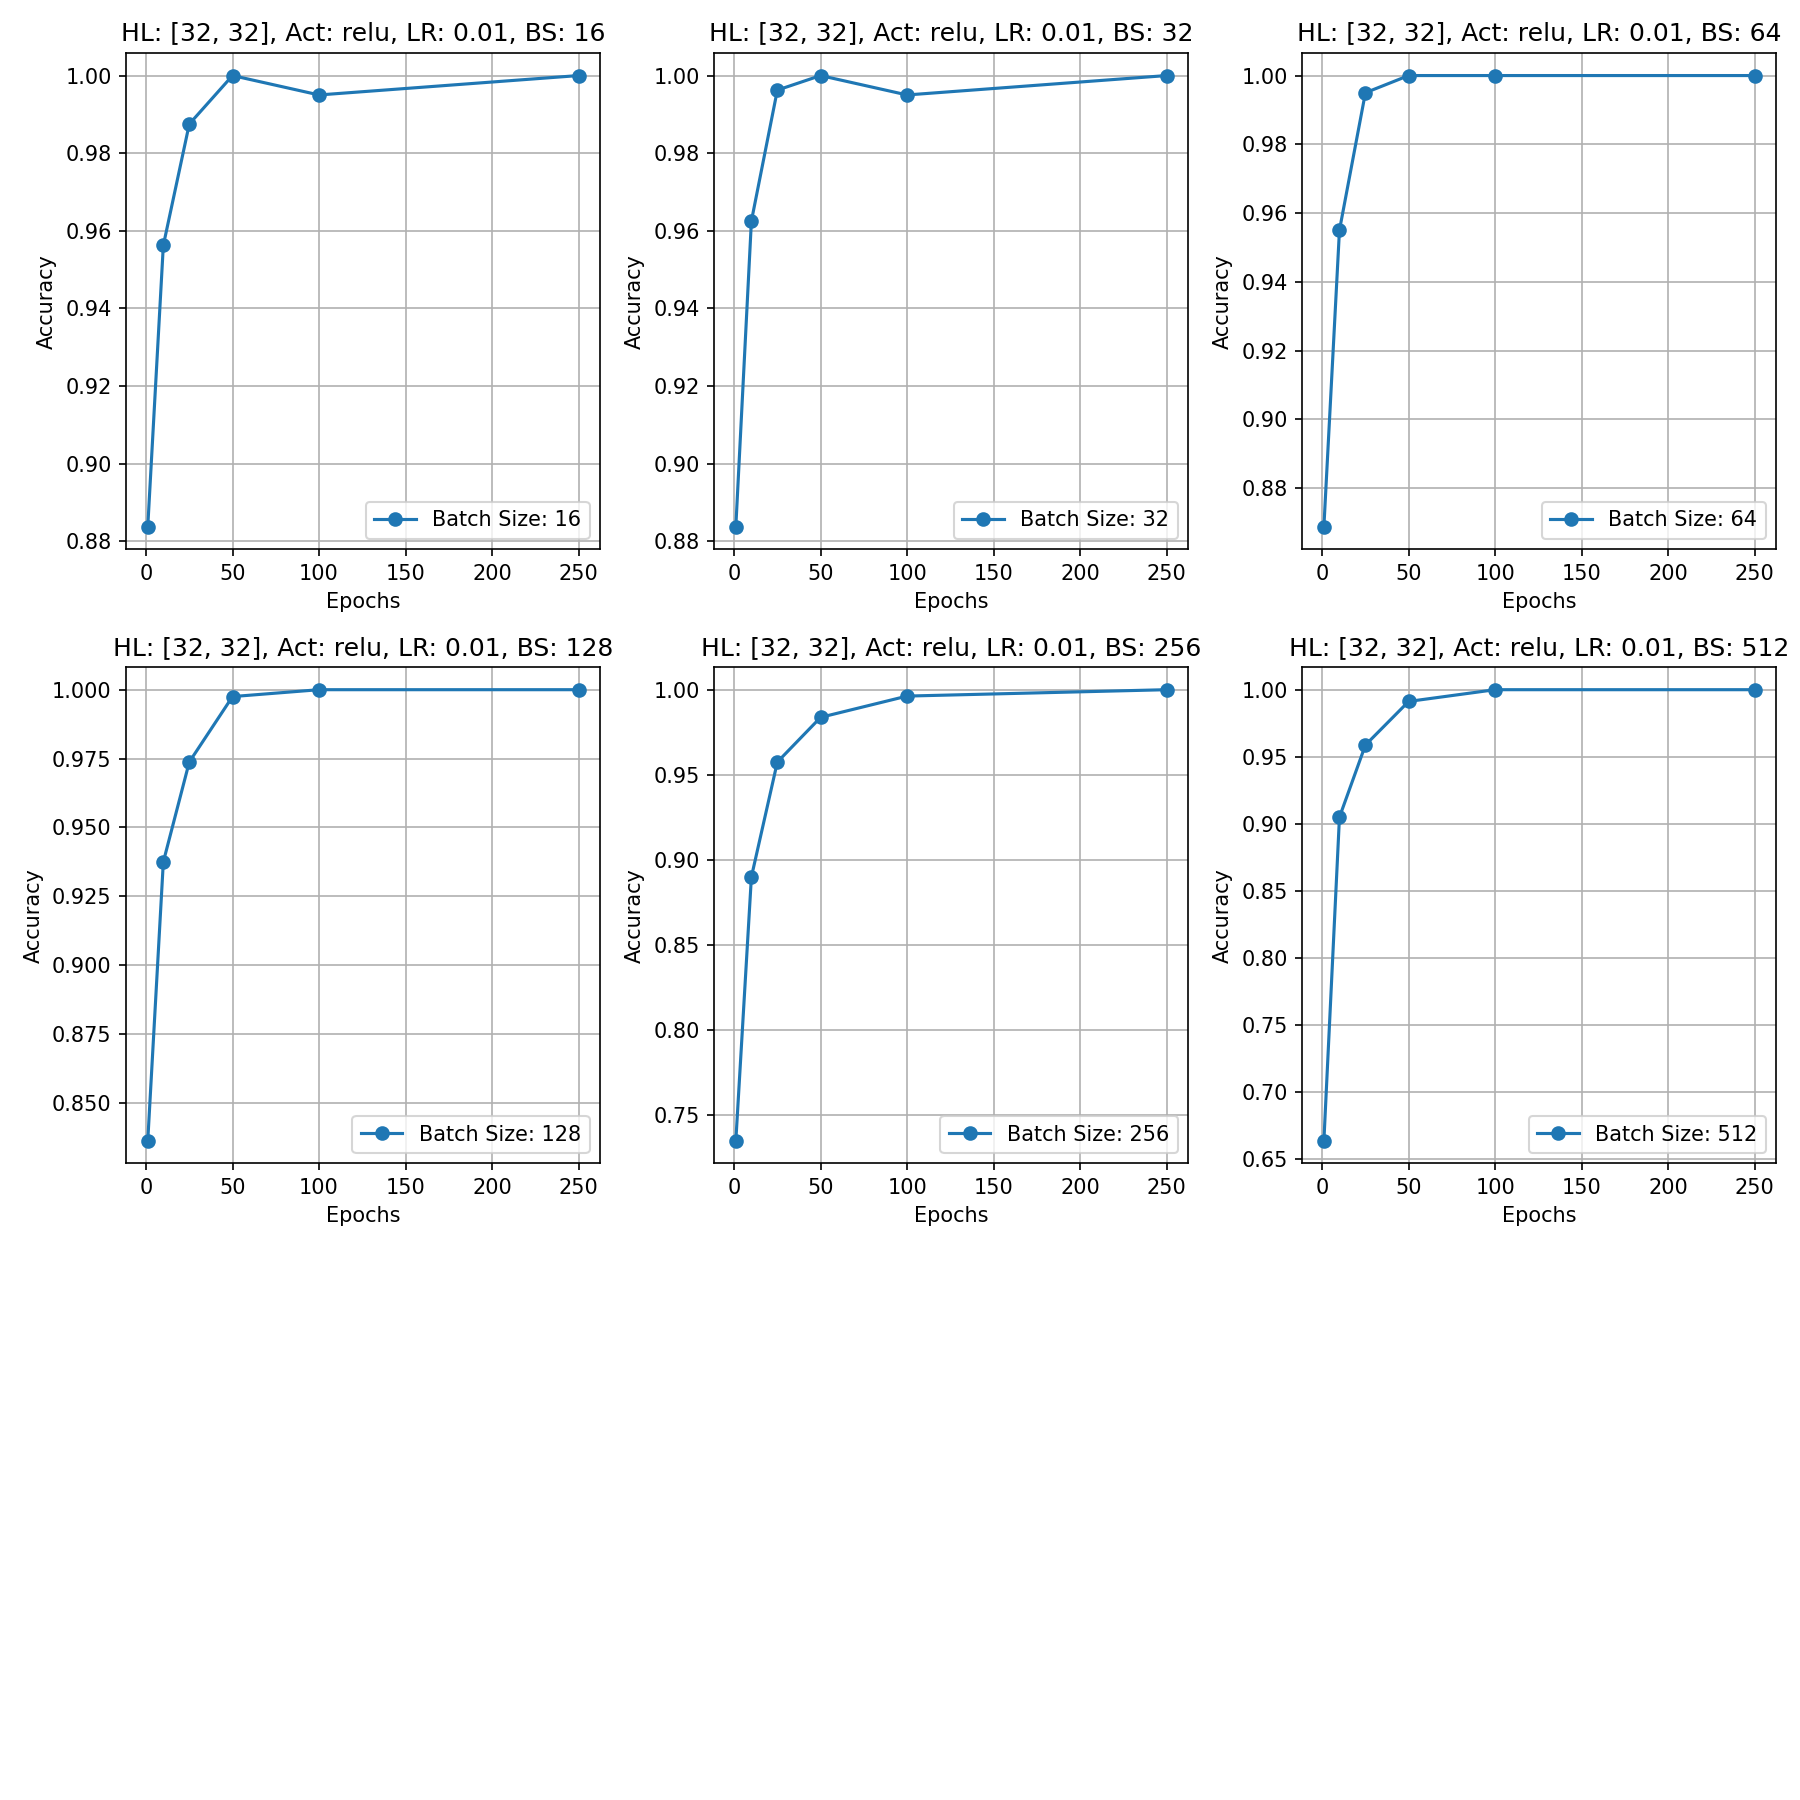 HL: [32, 32], Act: relu, LR: 0.01, BS: 16
1.00
0.98
0.96
0.94
0.92
0.90
0.88
Accuracy
Batch Size: 16
0 50 100 150 200 250
Epochs
HL: [32, 32], Act: relu, LR: 0.01, BS: 32
1.00
0.98
0.96
0.94
0.92
0.90
0.88
Accuracy
Batch Size: 32
0 50 100 150 200 250
Epochs
HL: [32, 32], Act: relu, LR: 0.01, BS: 64
1.00
0.98
0.96
0.94
0.92
0.90
0.88
Accuracy
Batch Size: 64
0 50 100 150 200 250
Epochs
HL: [32, 32], Act: relu, LR: 0.01, BS: 128
1.000
0.975
0.950
0.925
0.900
0.875
0.850
Accuracy
Batch Size: 128
0 50 100 150 200 250
Epochs
HL: [32, 32], Act: relu, LR: 0.01, BS: 256
1.00
0.95
0.90
0.85
0.80
0.75
Accuracy
Batch Size: 256
0 50 100 150 200 250
Epochs
HL: [32, 32], Act: relu, LR: 0.01, BS: 512
1.00
0.95
0.90
0.85
0.80
0.75
0.70
0.65
Accuracy
Batch Size: 512
0 50 100 150 200 250
Epochs